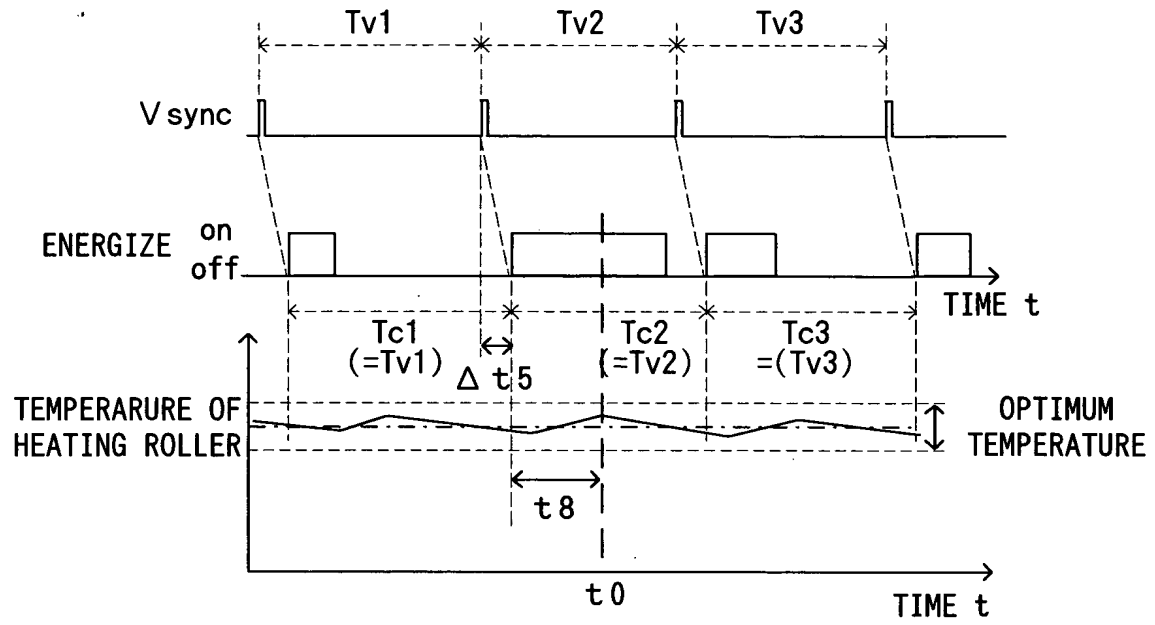 Tv1 Tv2 Tv3
V sync
ENERGIZE on
off
TIME t
Tc1 Tc2 Tc3
(=Tv1) (=Tv2) =(Tv3)
Δt5
TEMPERARURE OF
HEATING ROLLER
OPTIMUM
TEMPERATURE
t8
t0
TIME t